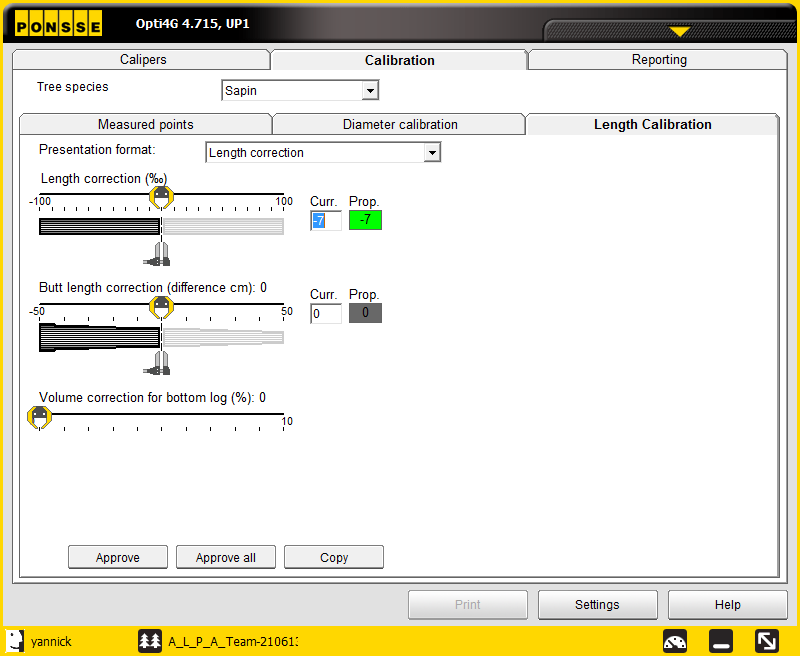 PONSSE Opti4G 4.715, UP1
Calipers Calibration Reporting
Tree species Sapin
Measured points Diameter calibration Length Calibration
Presentation format: Length correction
Length correction (‰)
-100 100 Curr. Prop.
-7 -7
Butt length correction (difference cm): 0
-50 50 Curr. Prop.
0 0
Volume correction for bottom log (%): 0
10
Approve Approve all Copy
Print Settings Help
yannick A_L_P_A_Team-21061